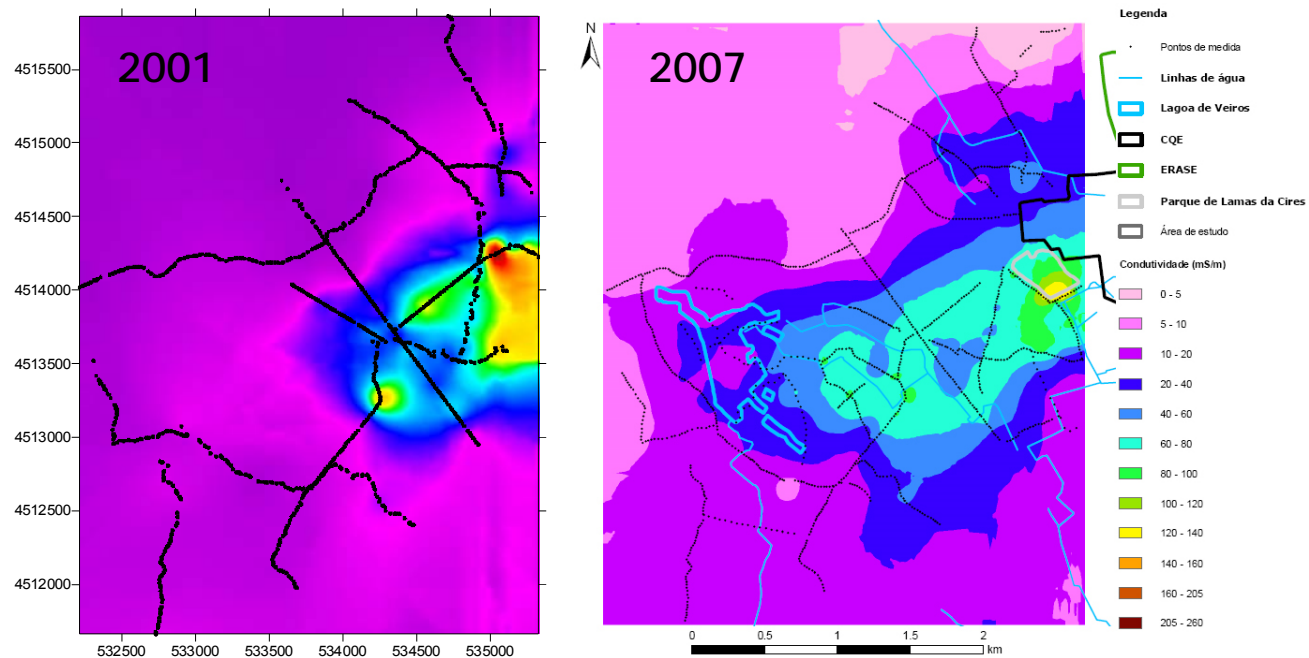 2001
4515500
4515000
4514500
4514000
4513500
4513000
4512500
4512000
532500 533000 533500 534000 534500 535000
N
2007
0 0.5 1 1.5 2
km
Legenda
Pontos de medida
Linhas de água
Lagoa de Veiros
CQE
ERASE
Parque de Lamas da Cires
Área de estudo
Condutividade (mS/m)
0 - 5
5 - 10
10 - 20
20 - 40
40 - 60
60 - 80
80 - 100
100 - 120
120 - 140
140 - 160
160 - 205
205 - 260